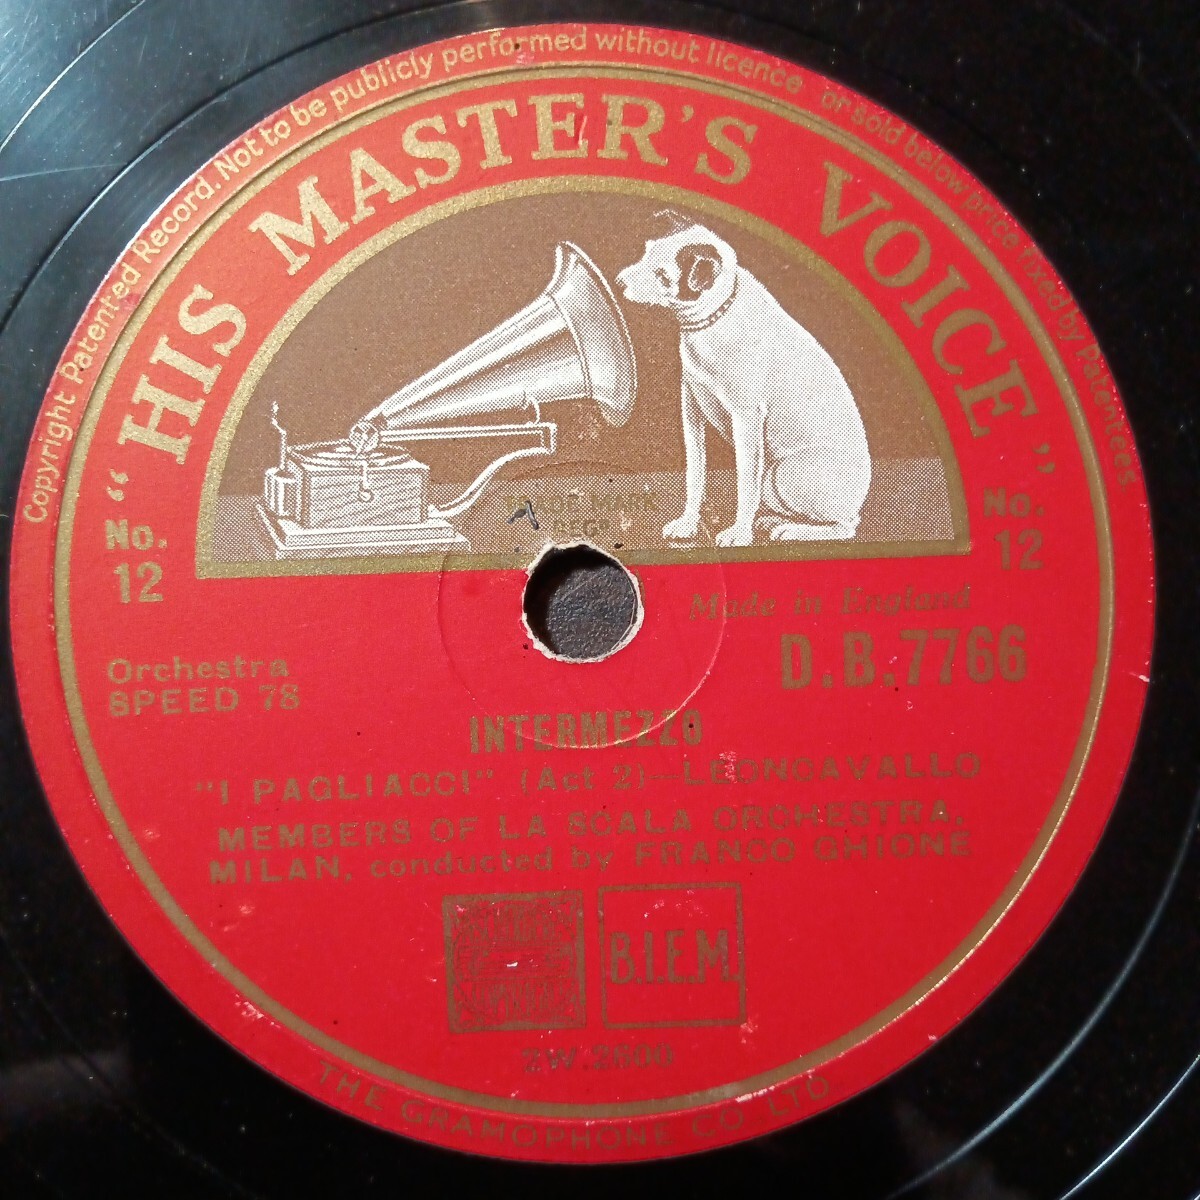 Copyright Patented Record. Not to be publicly performed without licence or sold below price fixed by Patentees.
"HIS MASTER'S VOICE"
TRADE MARK
REGD
No. 12
No. 12
Made in England
D.B.7766
Orchestra
SPEED 78
INTERMEZZO
"I PAGLIACCI" (Act 2)—LEONCAVALLO
MEMBERS OF LA SCALA ORCHESTRA,
MILAN, conducted by FRANCO GHIONE
B.I.E.M.
2W.2600
THE GRAMOPHONE CO LTD